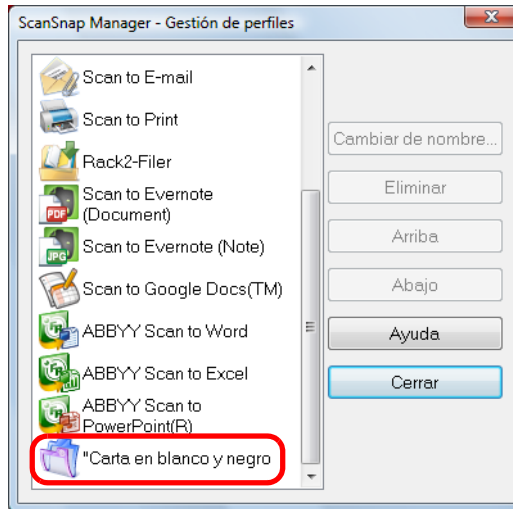 ScanSnap Manager - Gestión de perfiles
Scan to E-mail
Scan to Print
Rack2-Filer
Scan to Evernote
(Document)
Scan to Evernote (Note)
Scan to Google Docs(TM)
ABBYY Scan to Word
ABBYY Scan to Excel
ABBYY Scan to
PowerPoint(R)
"Carta en blanco y negro
Cambiar de nombre...
Eliminar
Arriba
Abajo
Ayuda
Cerrar
PDF
JPG